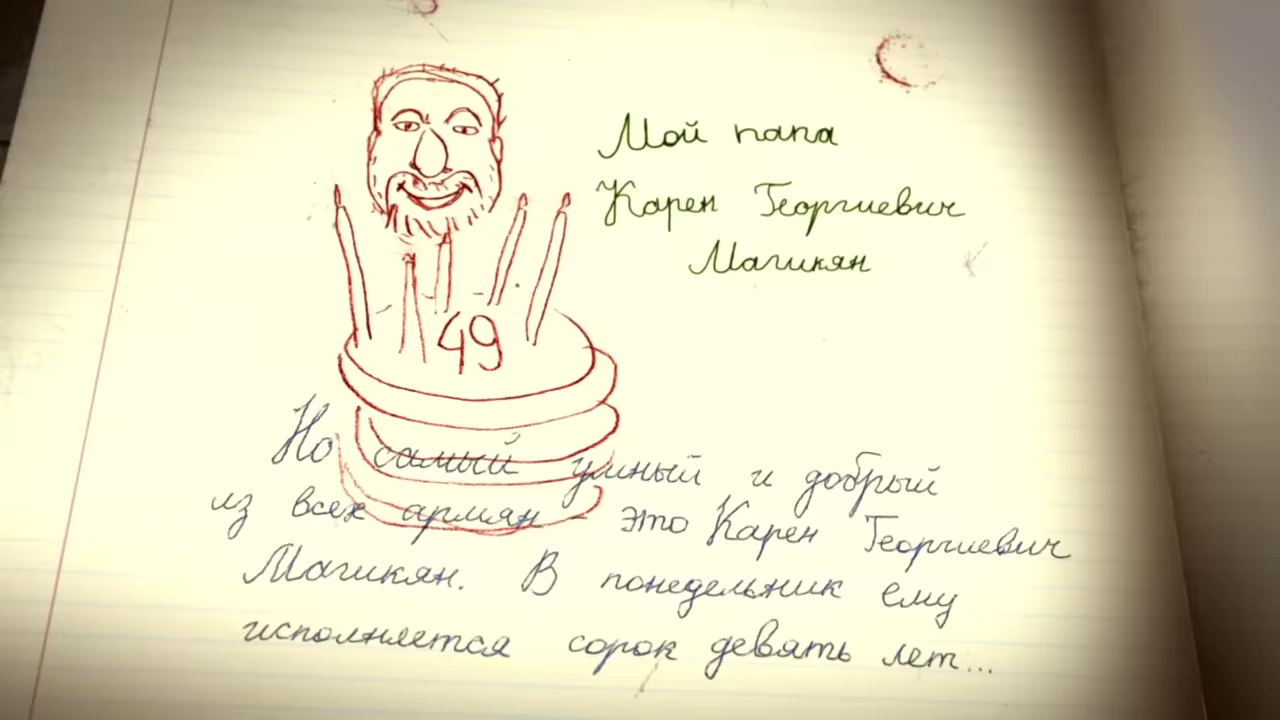 Мой папа
Карен Георгиевич
Магикян
49
Но самый умный и добрый
из всех армян - это Карен Георгиевич
Магикян. В понедельник ему
исполняется сорок девять лет...